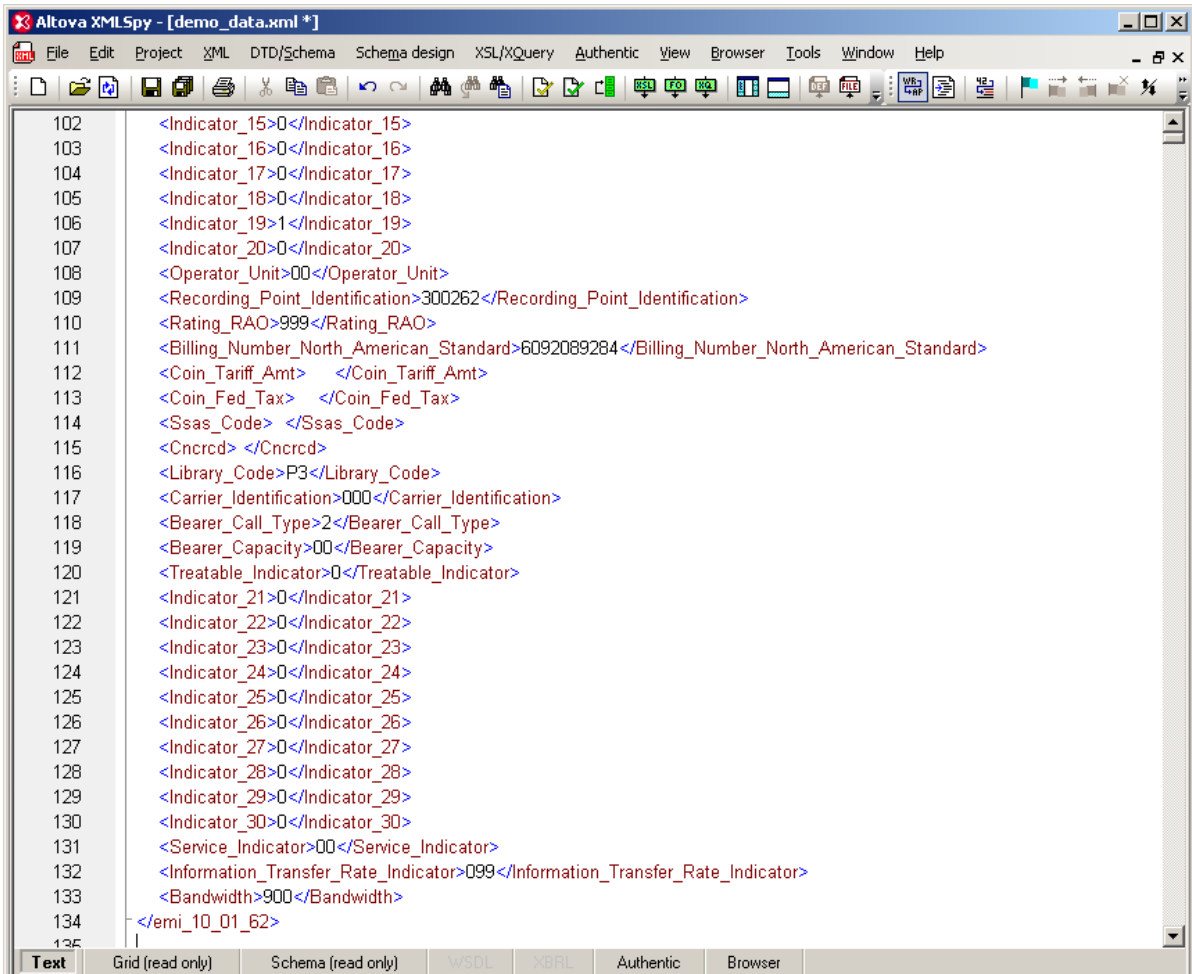 Altova XMLSpy - [demo_data.xml *]
File Edit Project XML DTD/Schema Schema design XSL/XQuery Authentic View Browser Tools Window Help
102 <Indicator_15>0</Indicator_15>
103 <Indicator_16>0</Indicator_16>
104 <Indicator_17>0</Indicator_17>
105 <Indicator_18>0</Indicator_18>
106 <Indicator_19>1</Indicator_19>
107 <Indicator_20>0</Indicator_20>
108 <Operator_Unit>00</Operator_Unit>
109 <Recording_Point_Identification>300262</Recording_Point_Identification>
110 <Rating_RAO>999</Rating_RAO>
111 <Billing_Number_North_American_Standard>6092089284</Billing_Number_North_American_Standard>
112 <Coin_Tariff_Amt>    </Coin_Tariff_Amt>
113 <Coin_Fed_Tax>   </Coin_Fed_Tax>
114 <Ssas_Code>  </Ssas_Code>
115 <Cncrcd> </Cncrcd>
116 <Library_Code>P3</Library_Code>
117 <Carrier_Identification>000</Carrier_Identification>
118 <Bearer_Call_Type>2</Bearer_Call_Type>
119 <Bearer_Capacity>00</Bearer_Capacity>
120 <Treatable_Indicator>0</Treatable_Indicator>
121 <Indicator_21>0</Indicator_21>
122 <Indicator_22>0</Indicator_22>
123 <Indicator_23>0</Indicator_23>
124 <Indicator_24>0</Indicator_24>
125 <Indicator_25>0</Indicator_25>
126 <Indicator_26>0</Indicator_26>
127 <Indicator_27>0</Indicator_27>
128 <Indicator_28>0</Indicator_28>
129 <Indicator_29>0</Indicator_29>
130 <Indicator_30>0</Indicator_30>
131 <Service_Indicator>00</Service_Indicator>
132 <Information_Transfer_Rate_Indicator>099</Information_Transfer_Rate_Indicator>
133 <Bandwidth>900</Bandwidth>
134 </emi_10_01_62>
135
Text Grid (read only) Schema (read only) WSDL XBRL Authentic Browser